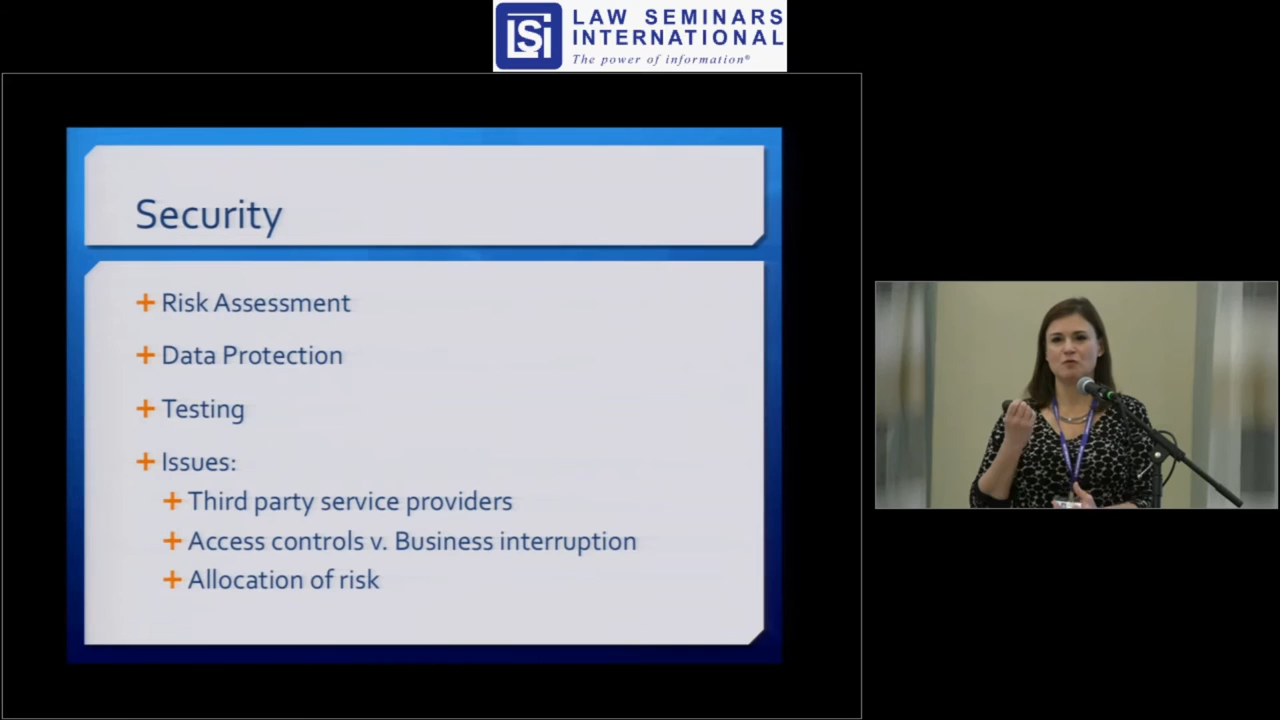 LSi
LAW SEMINARS
INTERNATIONAL
The power of information®
Security
+ Risk Assessment
+ Data Protection
+ Testing
+ Issues:
+ Third party service providers
+ Access controls v. Business interruption
+ Allocation of risk